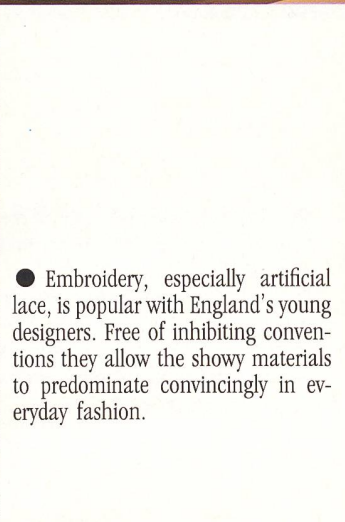 ● Embroidery, especially artificial
lace, is popular with England's young
designers. Free of inhibiting conven-
tions they allow the showy materials
to predominate convincingly in ev-
eryday fashion.